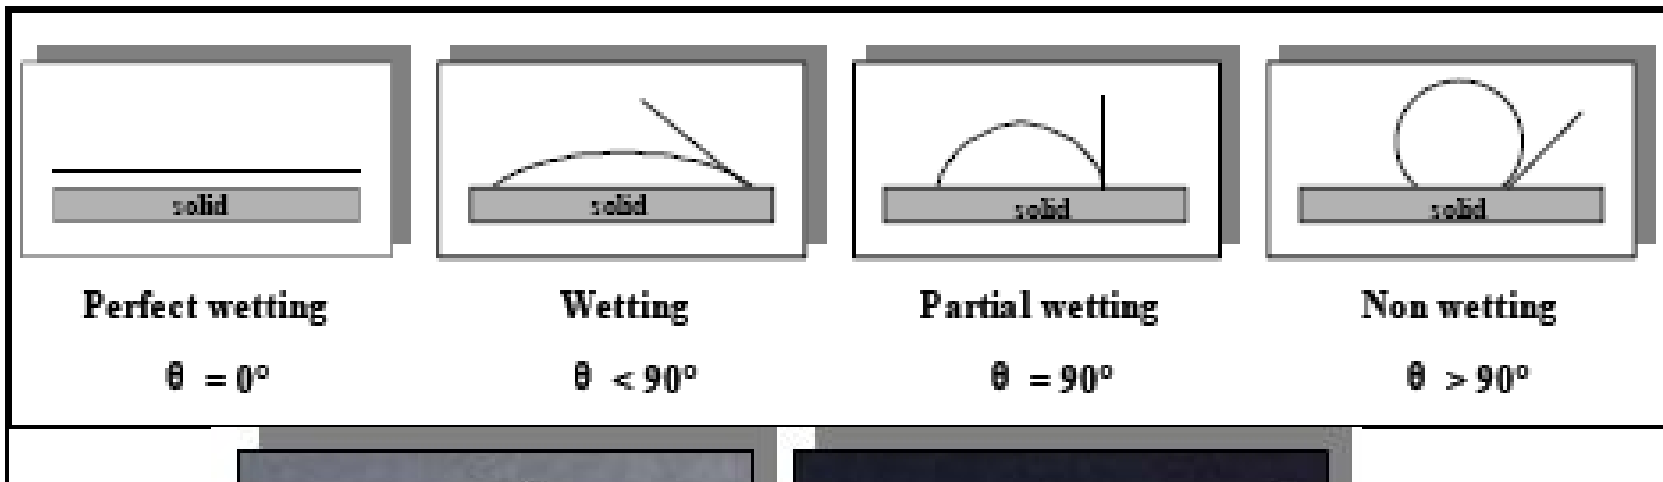 solid solid solid solid
Perfect wetting Wetting Partial wetting Non wetting
θ = 0° θ < 90° θ = 90° θ > 90°